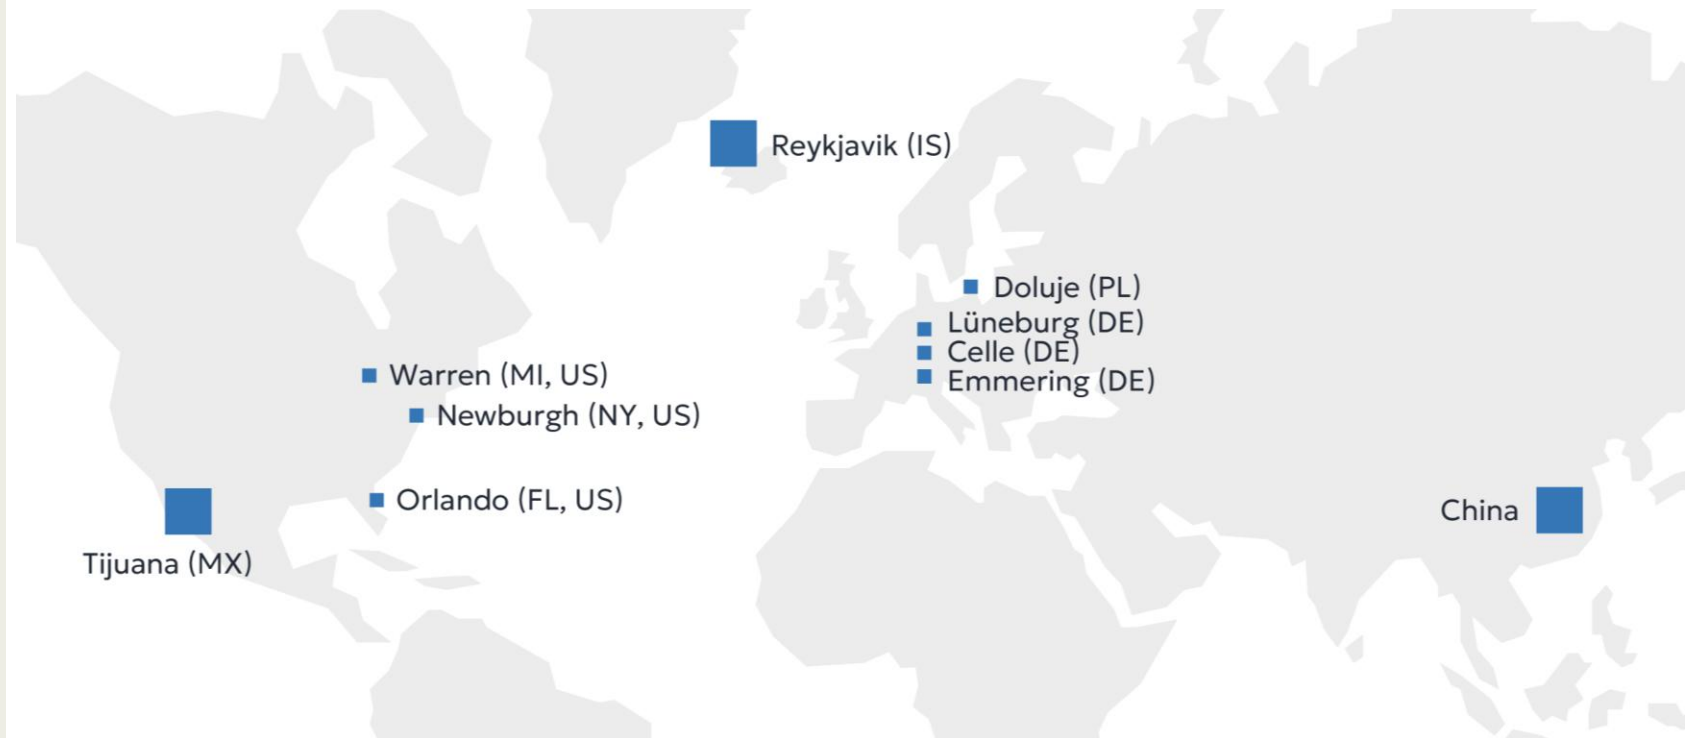 Reykjavik (IS)
Doluje (PL)
Lüneburg (DE)
Celle (DE)
Emmering (DE)
Warren (MI, US)
Newburgh (NY, US)
Orlando (FL, US)
Tijuana (MX)
China